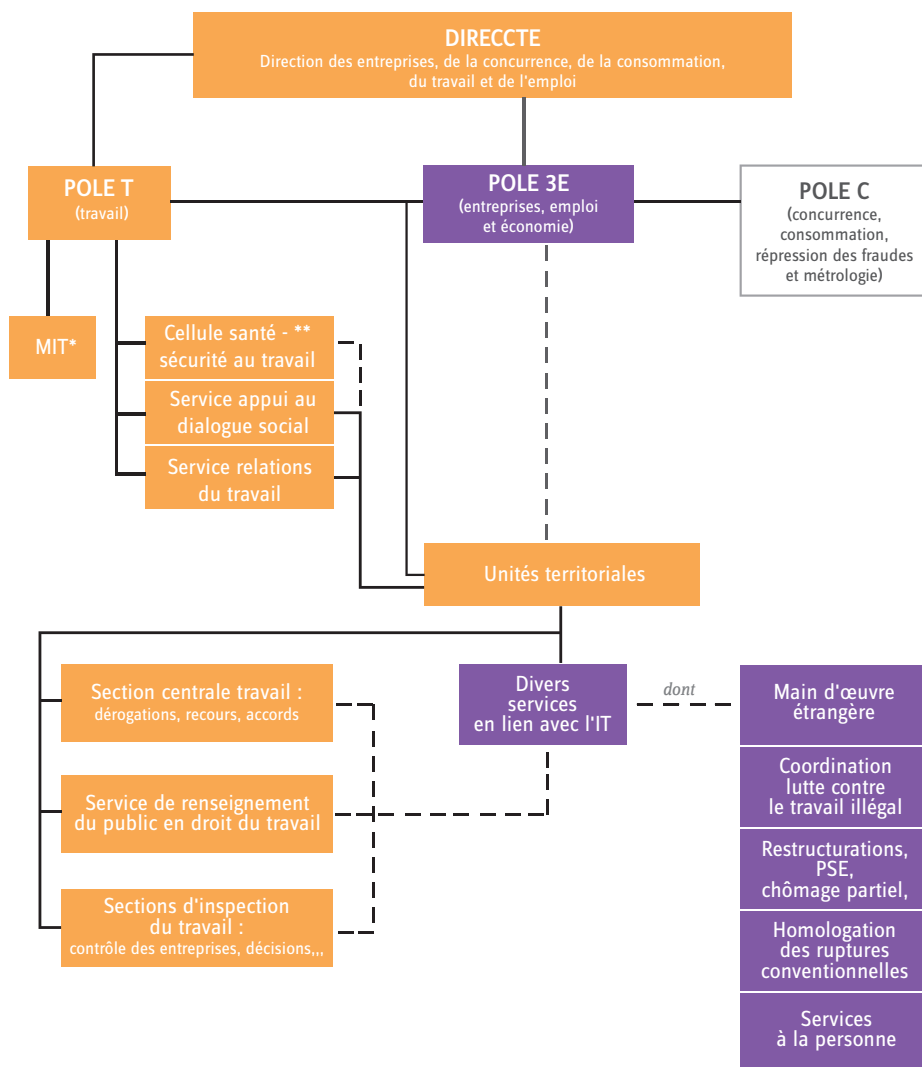 DIRECCTE
Direction des entreprises, de la concurrence, de la consommation,
du travail et de l'emploi
POLE T
(travail)
POLE 3E
(entreprises, emploi
et économie)
POLE C
(concurrence,
consommation,
répression des fraudes
et métrologie)
MIT*
Cellule santé - **
sécurité au travail
Service appui au
dialogue social
Service relations
du travail
Unités territoriales
Section centrale travail :
dérogations, recours, accords
Service de renseignement
du public en droit du travail
Sections d'inspection
du travail :
contrôle des entreprises, décisions,,,
Divers
services
en lien avec l'IT
dont
Main d'œuvre
étrangère
Coordination
lutte contre
le travail illégal
Restructurations,
PSE,
chômage partiel,
Homologation
des ruptures
conventionnelles
Services
à la personne